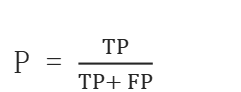 P = TP / TP+ FP